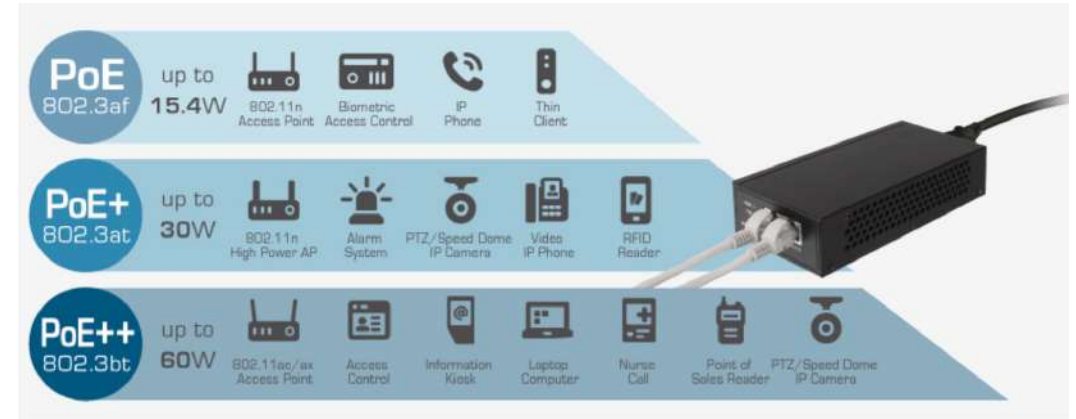 PoE
802.3af
up to
15.4W
802.11n
Access Point
Biometric
Access Control
IP
Phone
Thin
Client
PoE+
802.3at
up to
30W
802.11n
High Power AP
Alarm
System
PTZ/Speed Dome
IP Camera
Video
IP Phone
RFID
Reader
PoE++
802.3bt
up to
60W
802.11ac/ax
Access Point
Access
Control
Information
Kiosk
Laptop
Computer
Nurse
Call
Point of
Sales Reader
PTZ/Speed Dome
IP Camera